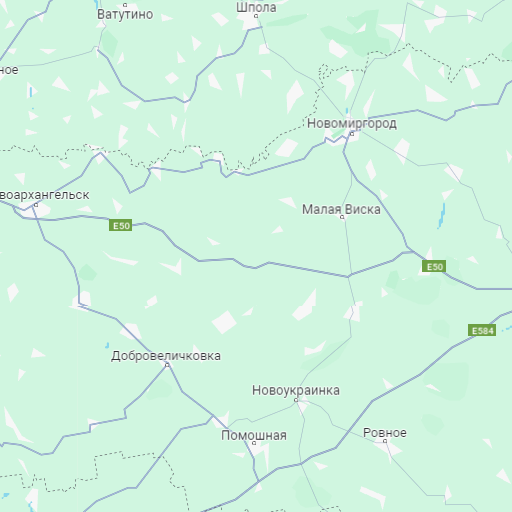 Шпола
Ватутино
ное
Новомиргород
воархангельск
Малая Виска
E50
E50
E584
Добровеличковка
Новоукраинка
Помошная
Ровное